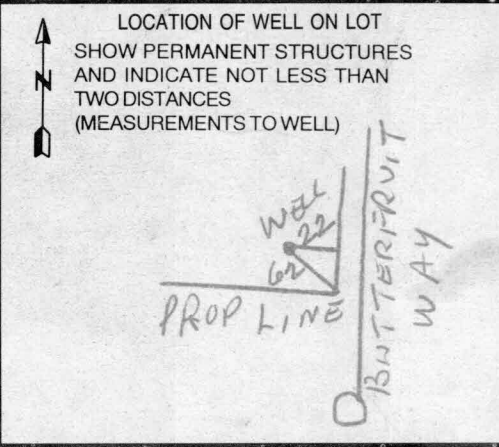 LOCATION OF WELL ON LOT
SHOW PERMANENT STRUCTURES
AND INDICATE NOT LESS THAN
TWO DISTANCES
(MEASUREMENTS TO WELL)
N
WELL
22
62
PROP LINE
BUTTERFRUIT
WAY